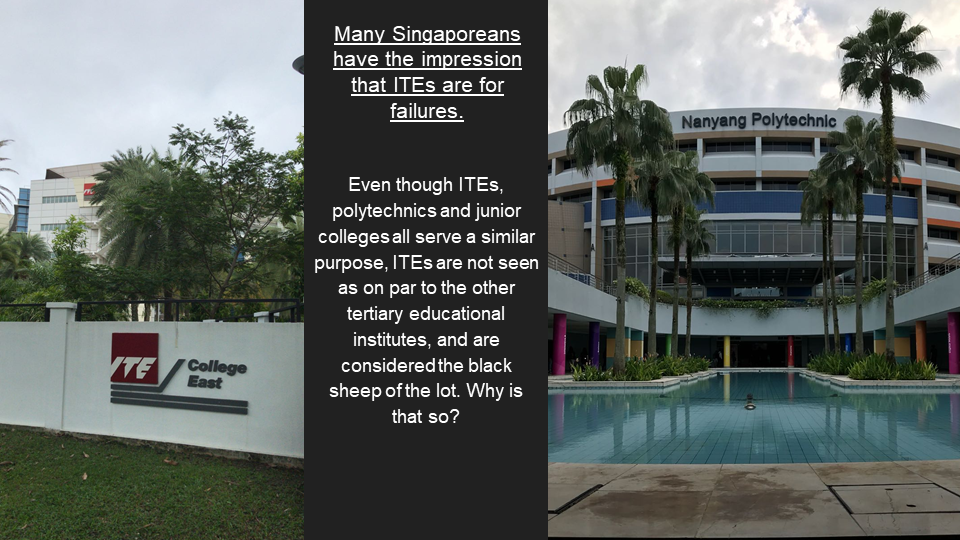 ITE
College
East
Many Singaporeans
have the impression
that ITEs are for
failures.
Even though ITEs,
polytechnics and junior
colleges all serve a similar
purpose, ITEs are not seen
as on par to the other
tertiary educational
institutes, and are
considered the black
sheep of the lot. Why is
that so?
Nanyang Polytechnic